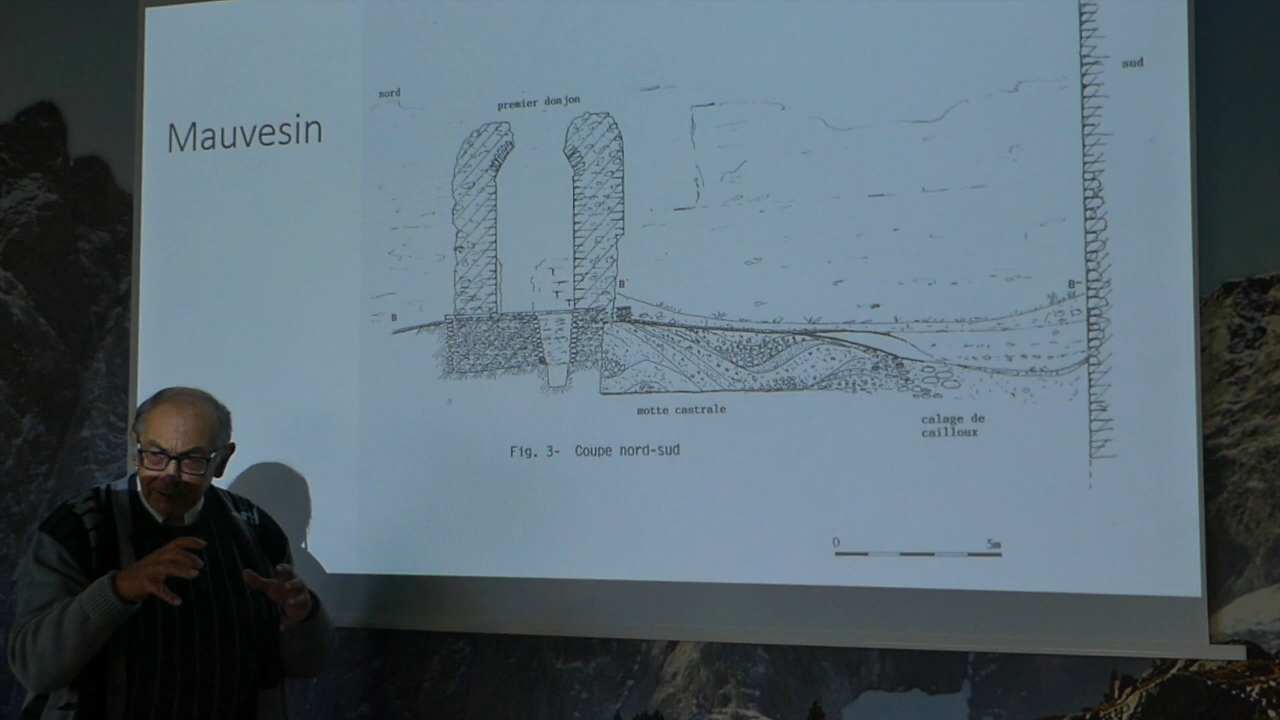 Mauvesin
nord
premier donjon
sud
B
B'
B"
T
T
motte castrale
calage de
cailloux
Fig. 3- Coupe nord-sud
0
5m